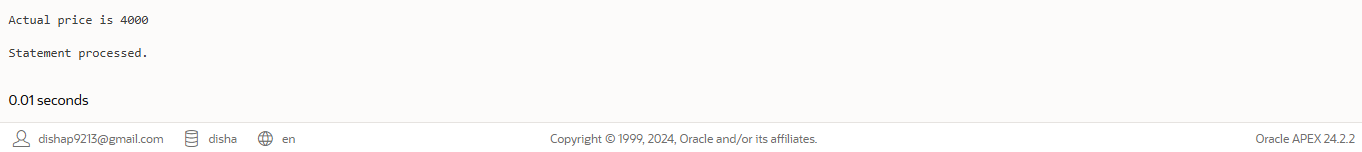 Actual price is 4000
Statement processed.
0.01 seconds
dishap9213@gmail.com disha en Copyright © 1999, 2024, Oracle and/or its affiliates. Oracle APEX 24.2.2